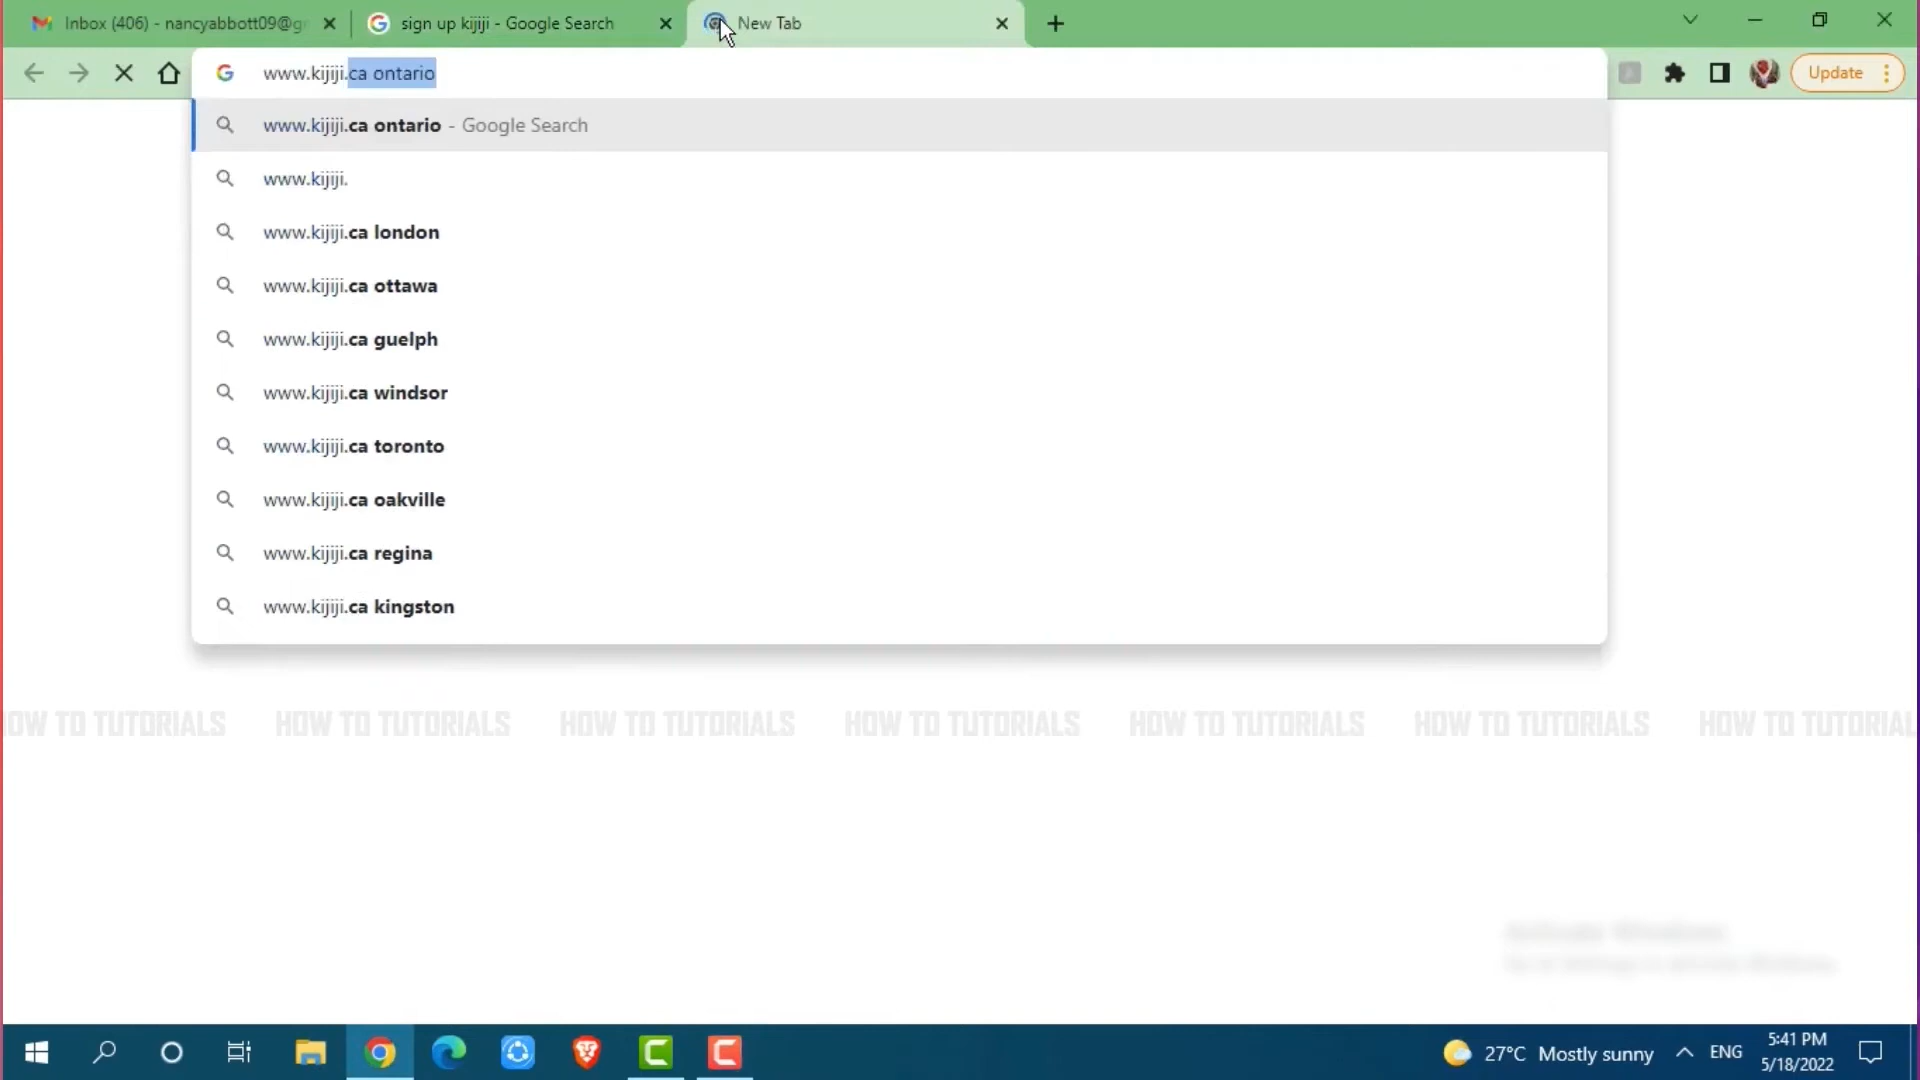 Inbox (406) - nancyabbott09@g
sign up kijiji - Google Search
New Tab
www.kijiji.ca ontario
Update
www.kijiji.ca ontario - Google Search
www.kijiji.
www.kijiji.ca london
www.kijiji.ca ottawa
www.kijiji.ca guelph
www.kijiji.ca windsor
www.kijiji.ca toronto
www.kijiji.ca oakville
www.kijiji.ca regina
www.kijiji.ca kingston
OW TO TUTORIALS HOW TO TUTORIALS HOW TO TUTORIALS HOW TO TUTORIALS HOW TO TUTORIALS HOW TO TUTORIALS HOW TO TUTORIAL
27°C Mostly sunny
ENG
5:41 PM
5/18/2022